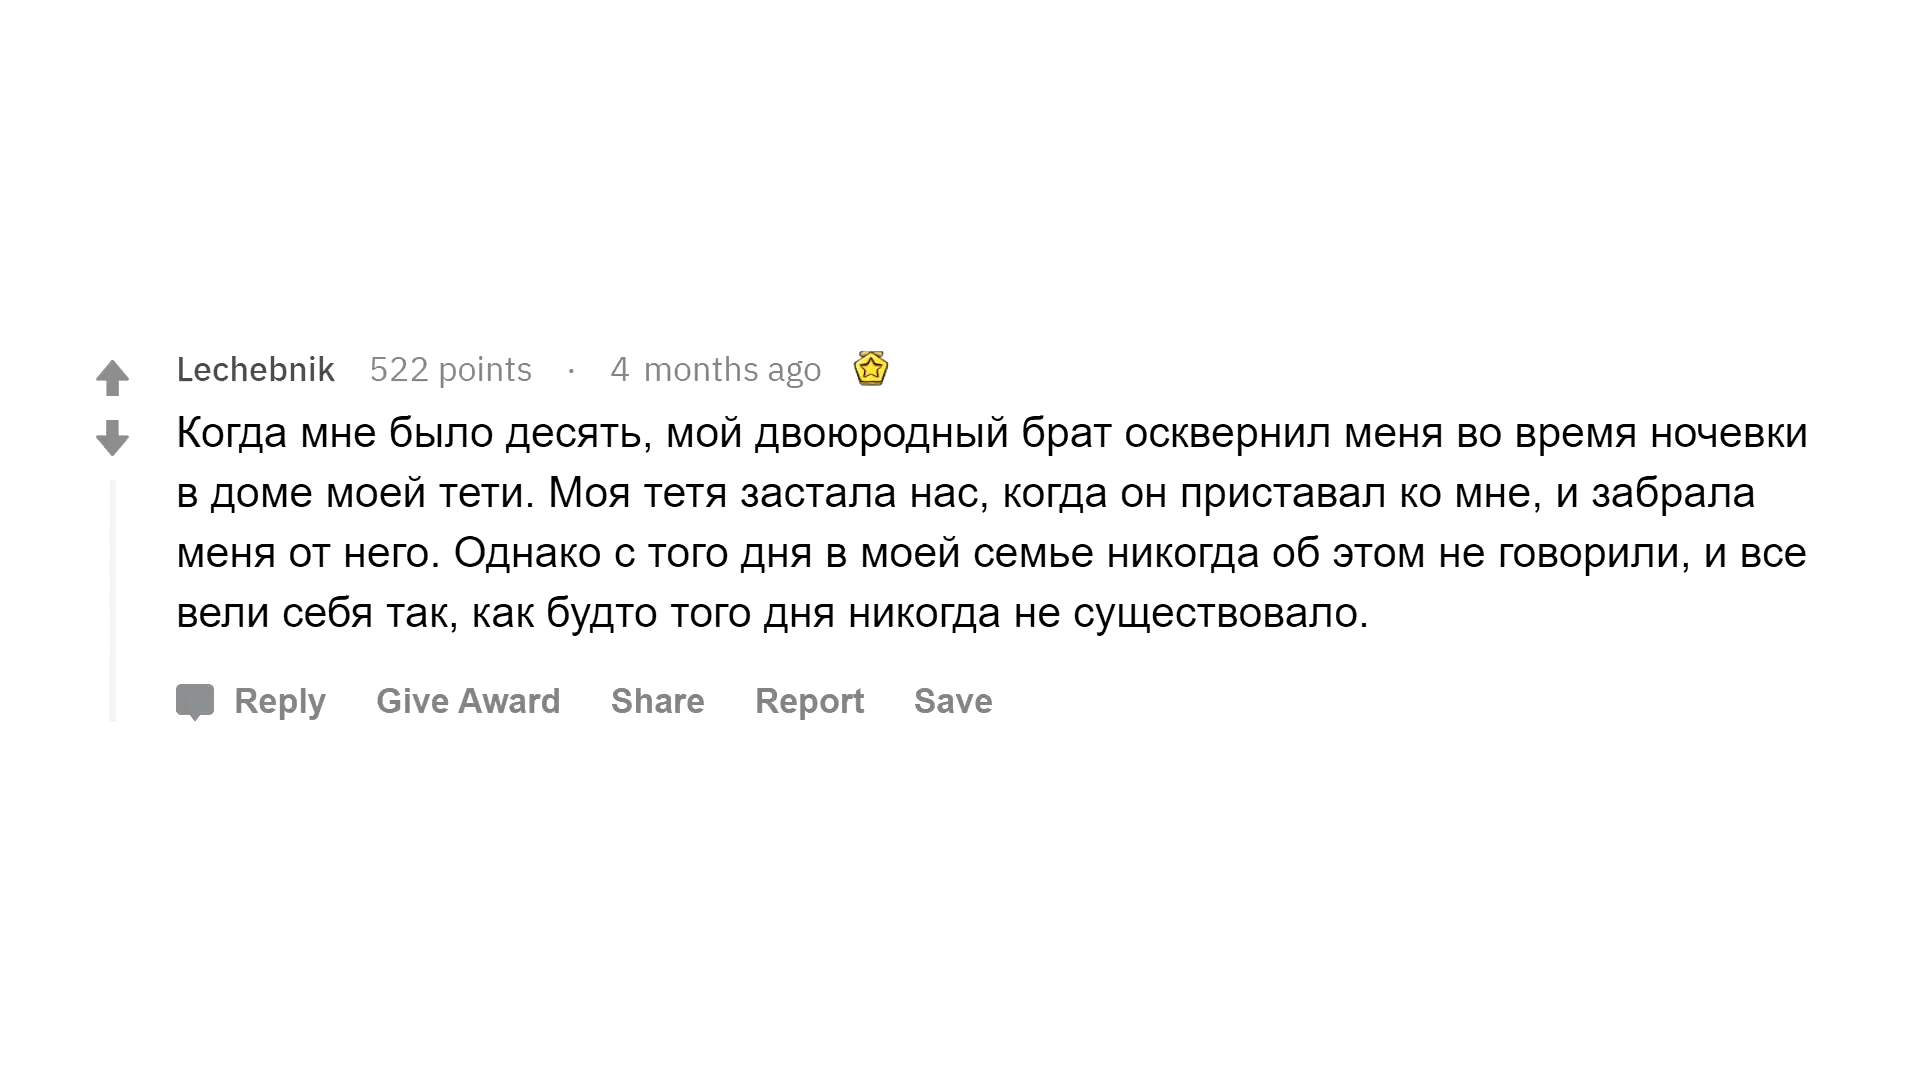 Lechebnik 522 points · 4 months ago
Когда мне было десять, мой двоюродный брат осквернил меня во время ночевки
в доме моей тети. Моя тетя застала нас, когда он приставал ко мне, и забрала
меня от него. Однако с того дня в моей семье никогда об этом не говорили, и все
вели себя так, как будто того дня никогда не существовало.
Reply Give Award Share Report Save